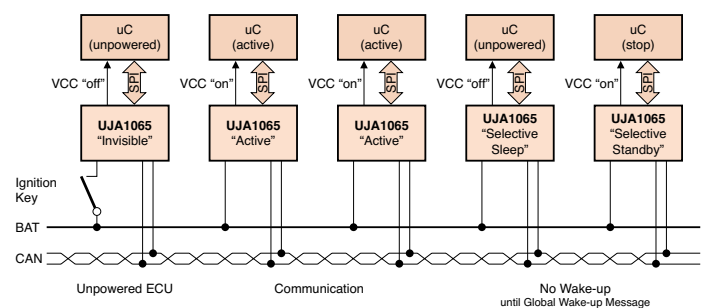 uC
(unpowered)
uC
(active)
uC
(active)
uC
(unpowered)
uC
(stop)
VCC “off”
SPI
VCC “on”
SPI
VCC “on”
SPI
VCC “off”
SPI
VCC “on”
SPI
UJA1065
“Invisible”
UJA1065
“Active”
UJA1065
“Active”
UJA1065
“Selective
Sleep”
UJA1065
“Selective
Standby”
Ignition
Key
BAT
CAN
Unpowered ECU
Communication
No Wake-up
until Global Wake-up Message